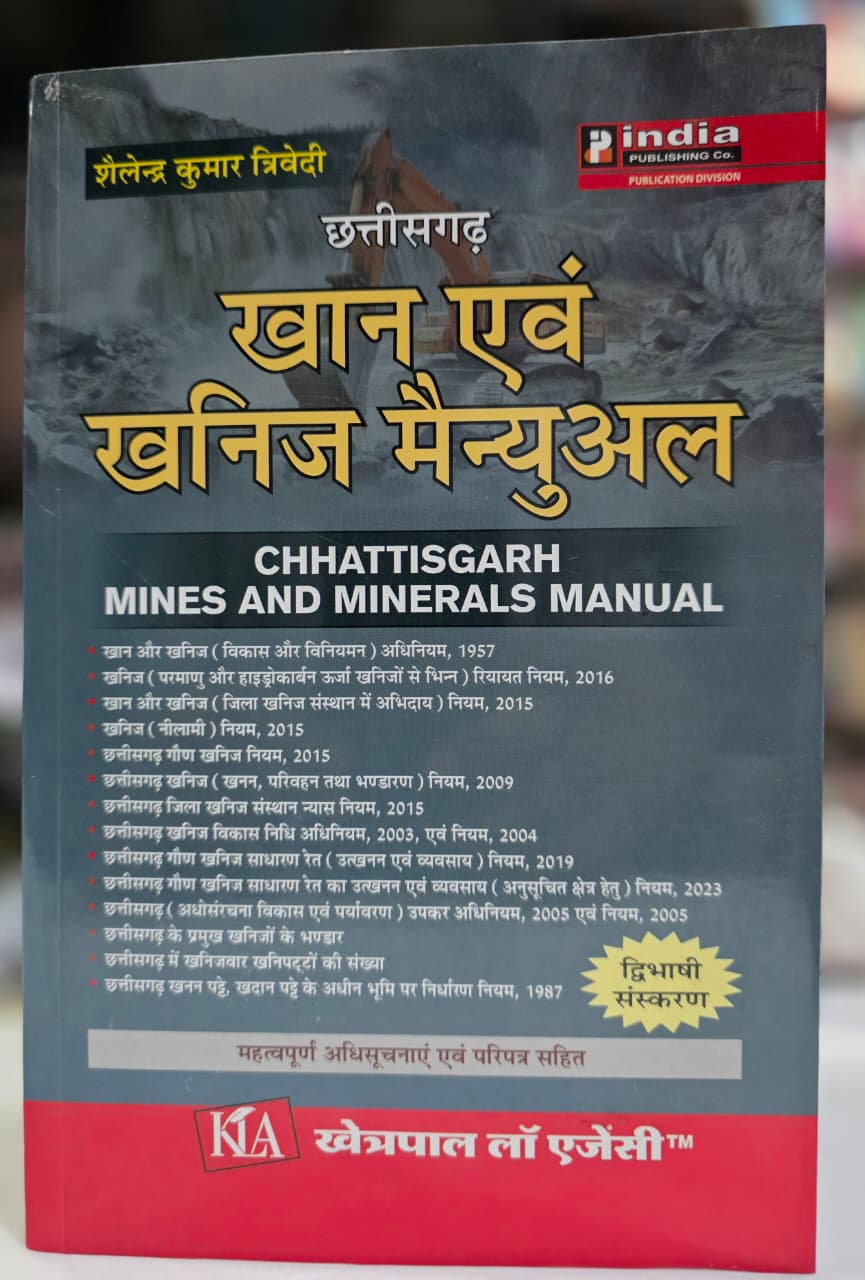 शैलेन्द्र कुमार त्रिवेदी
india
PUBLISHING Co.
PUBLICATION DIVISION
छत्तीसगढ़
खान एवं
खनिज मैन्युअल
CHHATTISGARH
MINES AND MINERALS MANUAL
खान और खनिज ( विकास और विनियमन ) अधिनियम, 1957
खनिज ( परमाणु और हाइड्रोकार्बन ऊर्जा खनिजों से भिन्न ) रियायत नियम, 2016
खान और खनिज ( जिला खनिज संस्थान में अभिदाय ) नियम, 2015
खनिज ( नीलामी ) नियम, 2015
छत्तीसगढ़ गौण खनिज नियम, 2015
छत्तीसगढ़ खनिज ( खनन, परिवहन तथा भण्डारण ) नियम, 2009
छत्तीसगढ़ जिला खनिज संस्थान न्यास नियम, 2015
छत्तीसगढ़ खनिज विकास निधि अधिनियम, 2003, एवं नियम, 2004
छत्तीसगढ़ गौण खनिज साधारण रेत ( उत्खनन एवं व्यवसाय ) नियम, 2019
छत्तीसगढ़ गौण खनिज साधारण रेत का उत्खनन एवं व्यवसाय ( अनुसूचित क्षेत्र हेतु ) नियम, 2023
छत्तीसगढ़ ( अधोसंरचना विकास एवं पर्यावरण ) उपकर अधिनियम, 2005 एवं नियम, 2005
छत्तीसगढ़ के प्रमुख खनिजों के भण्डार
छत्तीसगढ़ में खनिजवार खनिपट्टों की संख्या
छत्तीसगढ़ खनन पट्टे, खदान पट्टे के अधीन भूमि पर निर्धारण नियम, 1987
द्विभाषी
संस्करण
महत्वपूर्ण अधिसूचनाएं एवं परिपत्र सहित
KLA खेत्रपाल लॉ एजेंसी™